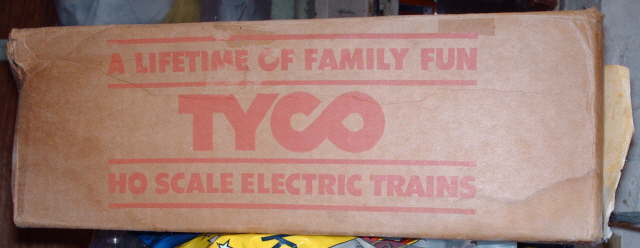 A LIFETIME OF FAMILY FUN
TYCO
HO SCALE ELECTRIC TRAINS